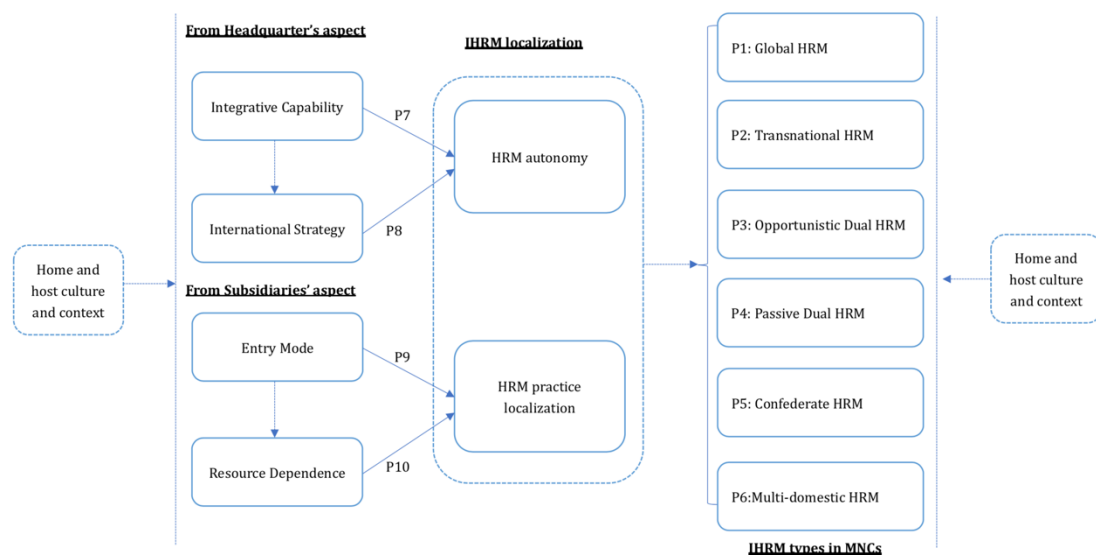 From Headquarter's aspect
IHRM localization
P1: Global HRM
Integrative Capability
P7
HRM autonomy
P2: Transnational HRM
International Strategy
P8
P3: Opportunistic Dual HRM
Home and
host culture
and context
From Subsidiaries' aspect
Home and
host culture
and context
P4: Passive Dual HRM
Entry Mode
P9
HRM practice
localization
P5: Confederate HRM
Resource Dependence
P10
P6:Multi-domestic HRM
IHRM types in MNCs